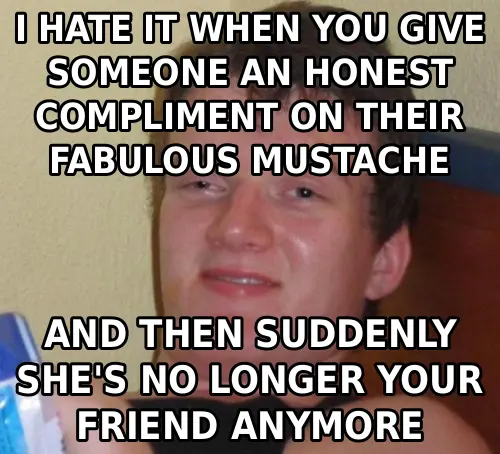 I HATE IT WHEN YOU GIVE
SOMEONE AN HONEST
COMPLIMENT ON THEIR
FABULOUS MUSTACHE
AND THEN SUDDENLY
SHE'S NO LONGER YOUR
FRIEND ANYMORE